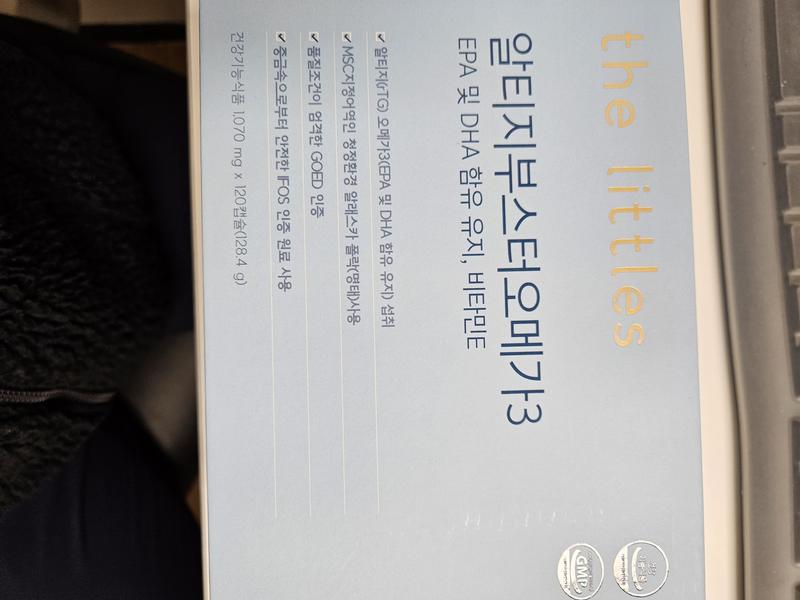 the littles
알티지부스터오메가3
EPA 및 DHA 함유 유지, 비타민E
✔ 알티지(rTG) 오메가3(EPA 및 DHA 함유 유지) 섭취
✔ MSC지정어역인 청정환경 알래스카 폴락(명태)사용
✔ 품질조건이 엄격한 GOED 인증
✔ 중금속으로부터 안전한 IFOS 인증 원료 사용
건강기능식품 1,070 mg x 120캡슐(128.4 g)
GMP